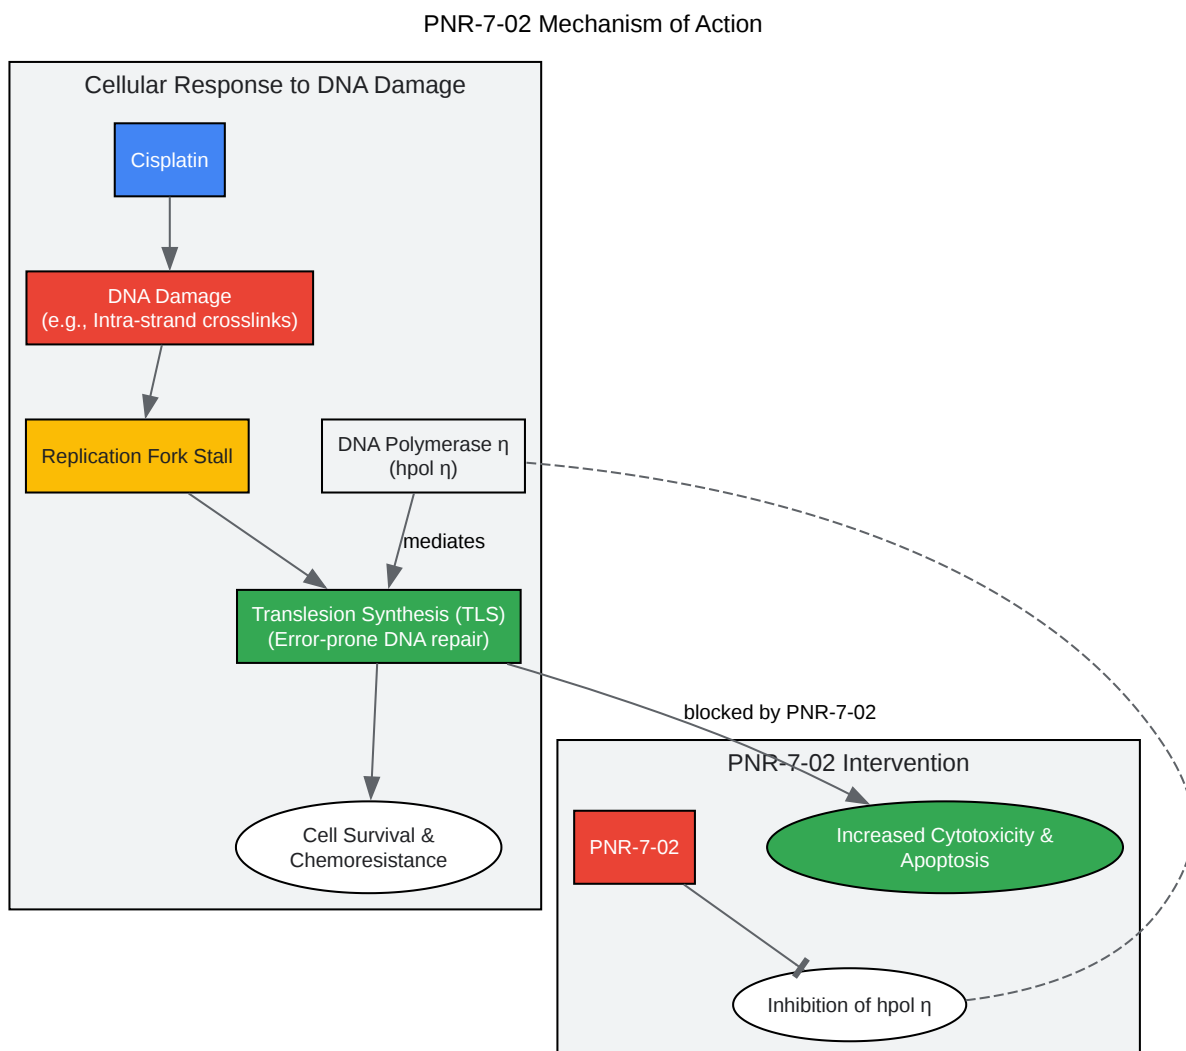 PNR-7-02 Mechanism of Action
Cellular Response to DNA Damage
Cisplatin
DNA Damage
(e.g., Intra-strand crosslinks)
Replication Fork Stall
DNA Polymerase η
(hpol η)
mediates
Translesion Synthesis (TLS)
(Error-prone DNA repair)
blocked by PNR-7-02
Cell Survival &
Chemoresistance
PNR-7-02 Intervention
PNR-7-02
Increased Cytotoxicity &
Apoptosis
Inhibition of hpol η